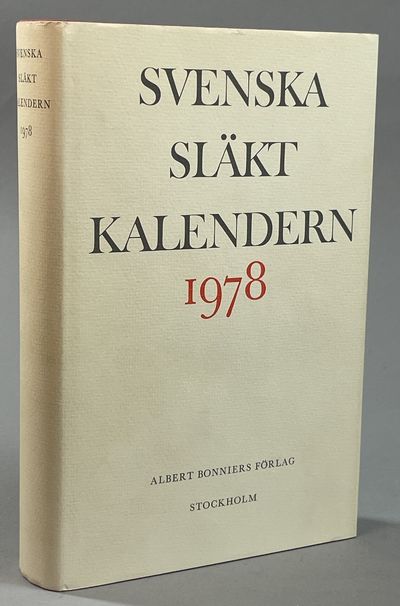 SVENSKA
SLÄKT
KALENDERN
1978
ALBERT BONNIERS FÖRLAG
STOCKHOLM
SVENSKA
SLÄKT
KALENDERN
1978